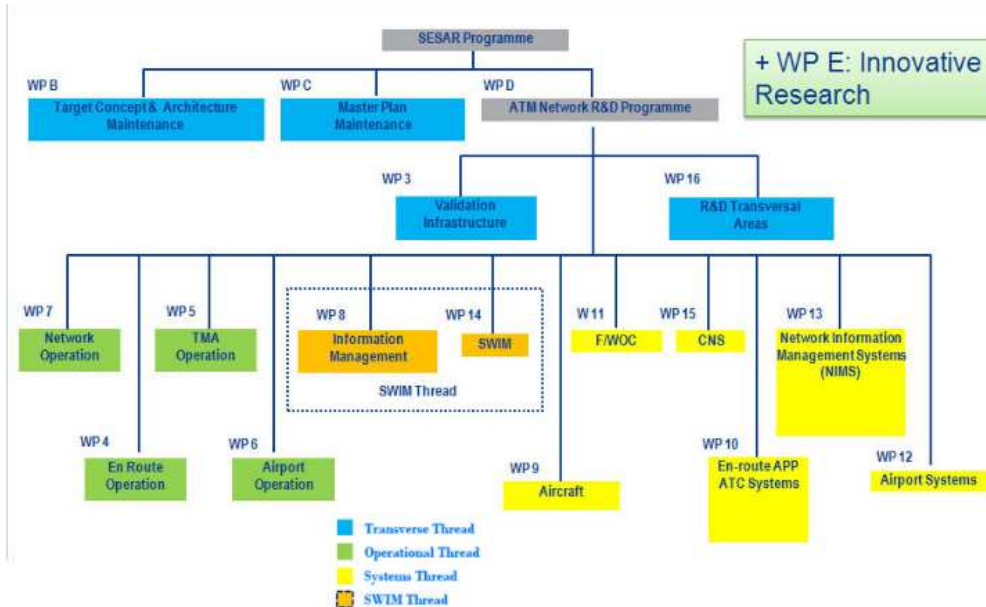 SESAR Programme
+ WP E: Innovative
Research
WP B
WP C
WP D
Target Concept & Architecture
Maintenance
Master Plan
Maintenance
ATM Network R&D Programme
WP 3
WP 16
Validation
Infrastructure
R&D Transversal
Areas
WP 7
WP 5
WP 8
WP 14
W 11
WP 15
WP 13
Network
Operation
TMA
Operation
Information
Management
SWIM
F/WOC
CNS
Network Information
Management Systems
(NIMS)
SWIM Thread
WP 4
WP 6
WP 9
WP 10
WP 12
En Route
Operation
Airport
Operation
Aircraft
En-route APP
ATC Systems
Airport Systems
Transverse Thread
Operational Thread
Systems Thread
SWIM Thread